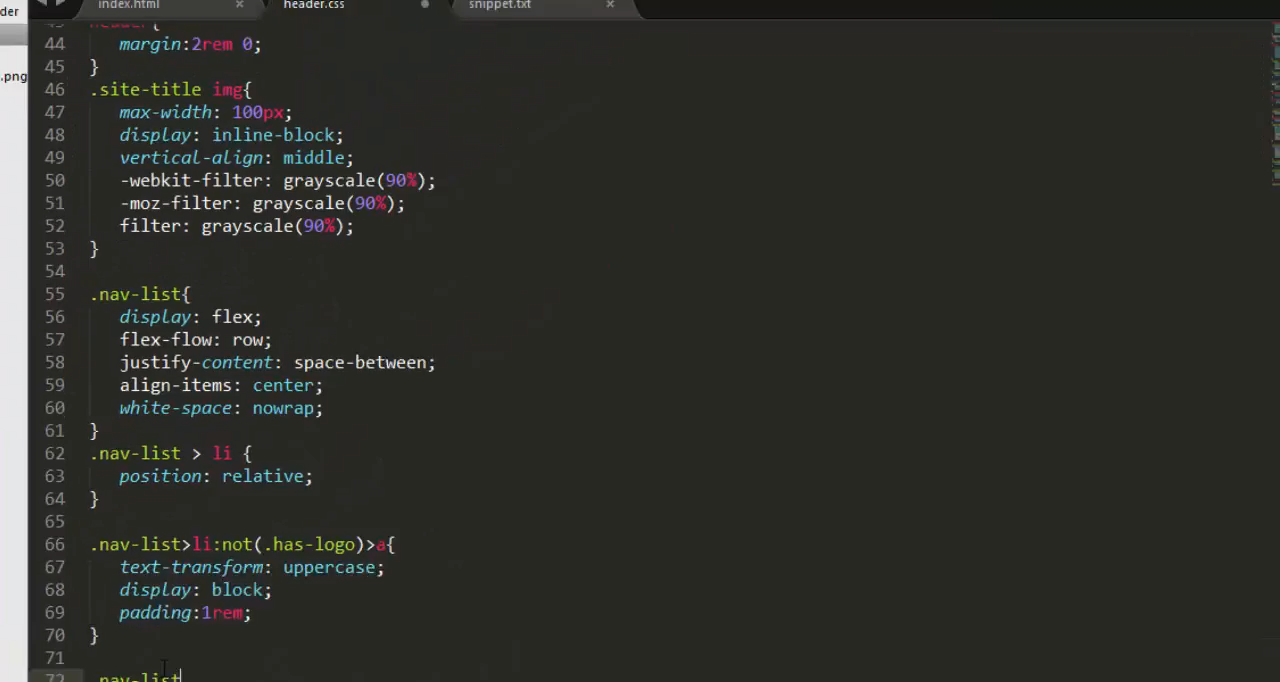 der
index.html × header.css snippet.txt ×
.png
43 header{
44 margin:2rem 0;
45 }
46 .site-title img{
47 max-width: 100px;
48 display: inline-block;
49 vertical-align: middle;
50 -webkit-filter: grayscale(90%);
51 -moz-filter: grayscale(90%);
52 filter: grayscale(90%);
53 }
54
55 .nav-list{
56 display: flex;
57 flex-flow: row;
58 justify-content: space-between;
59 align-items: center;
60 white-space: nowrap;
61 }
62 .nav-list > li {
63 position: relative;
64 }
65
66 .nav-list>li:not(.has-logo)>a{
67 text-transform: uppercase;
68 display: block;
69 padding:1rem;
70 }
71
72 .nav-list